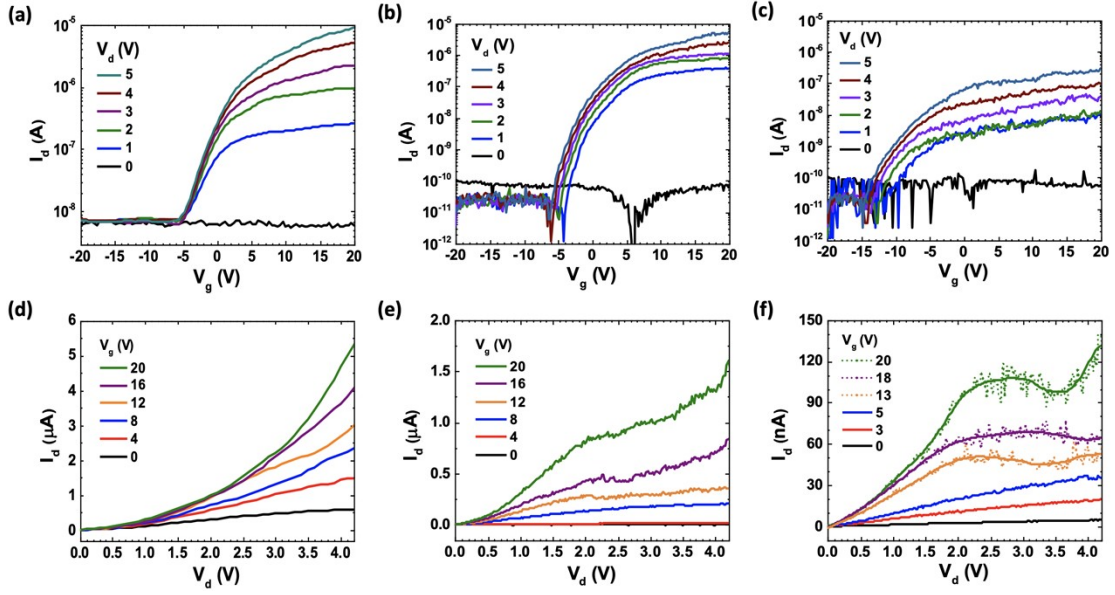 (a)
V_d (V)
5
4
3
2
1
0
10^-5
10^-6
10^-7
10^-8
I_d (A)
-20 -15 -10 -5 0 5 10 15 20
V_g (V)
(b)
V_d (V)
5
4
3
2
1
0
10^-5
10^-6
10^-7
10^-8
10^-9
10^-10
10^-11
10^-12
I_d (A)
-20 -15 -10 -5 0 5 10 15 20
V_g (V)
(c)
V_d (V)
5
4
3
2
1
0
10^-5
10^-6
10^-7
10^-8
10^-9
10^-10
10^-11
10^-12
I_d (A)
-20 -15 -10 -5 0 5 10 15 20
V_g (V)
(d)
V_g (V)
20
16
12
8
4
0
6
5
4
3
2
1
0
I_d (μA)
0.0 0.5 1.0 1.5 2.0 2.5 3.0 3.5 4.0
V_d (V)
(e)
V_g (V)
20
16
12
8
4
0
2.0
1.5
1.0
0.5
0.0
I_d (μA)
0.0 0.5 1.0 1.5 2.0 2.5 3.0 3.5 4.0
V_d (V)
(f)
V_g (V)
20
18
13
5
3
0
150
120
90
60
30
0
I_d (nA)
0.0 0.5 1.0 1.5 2.0 2.5 3.0 3.5 4.0
V_d (V)